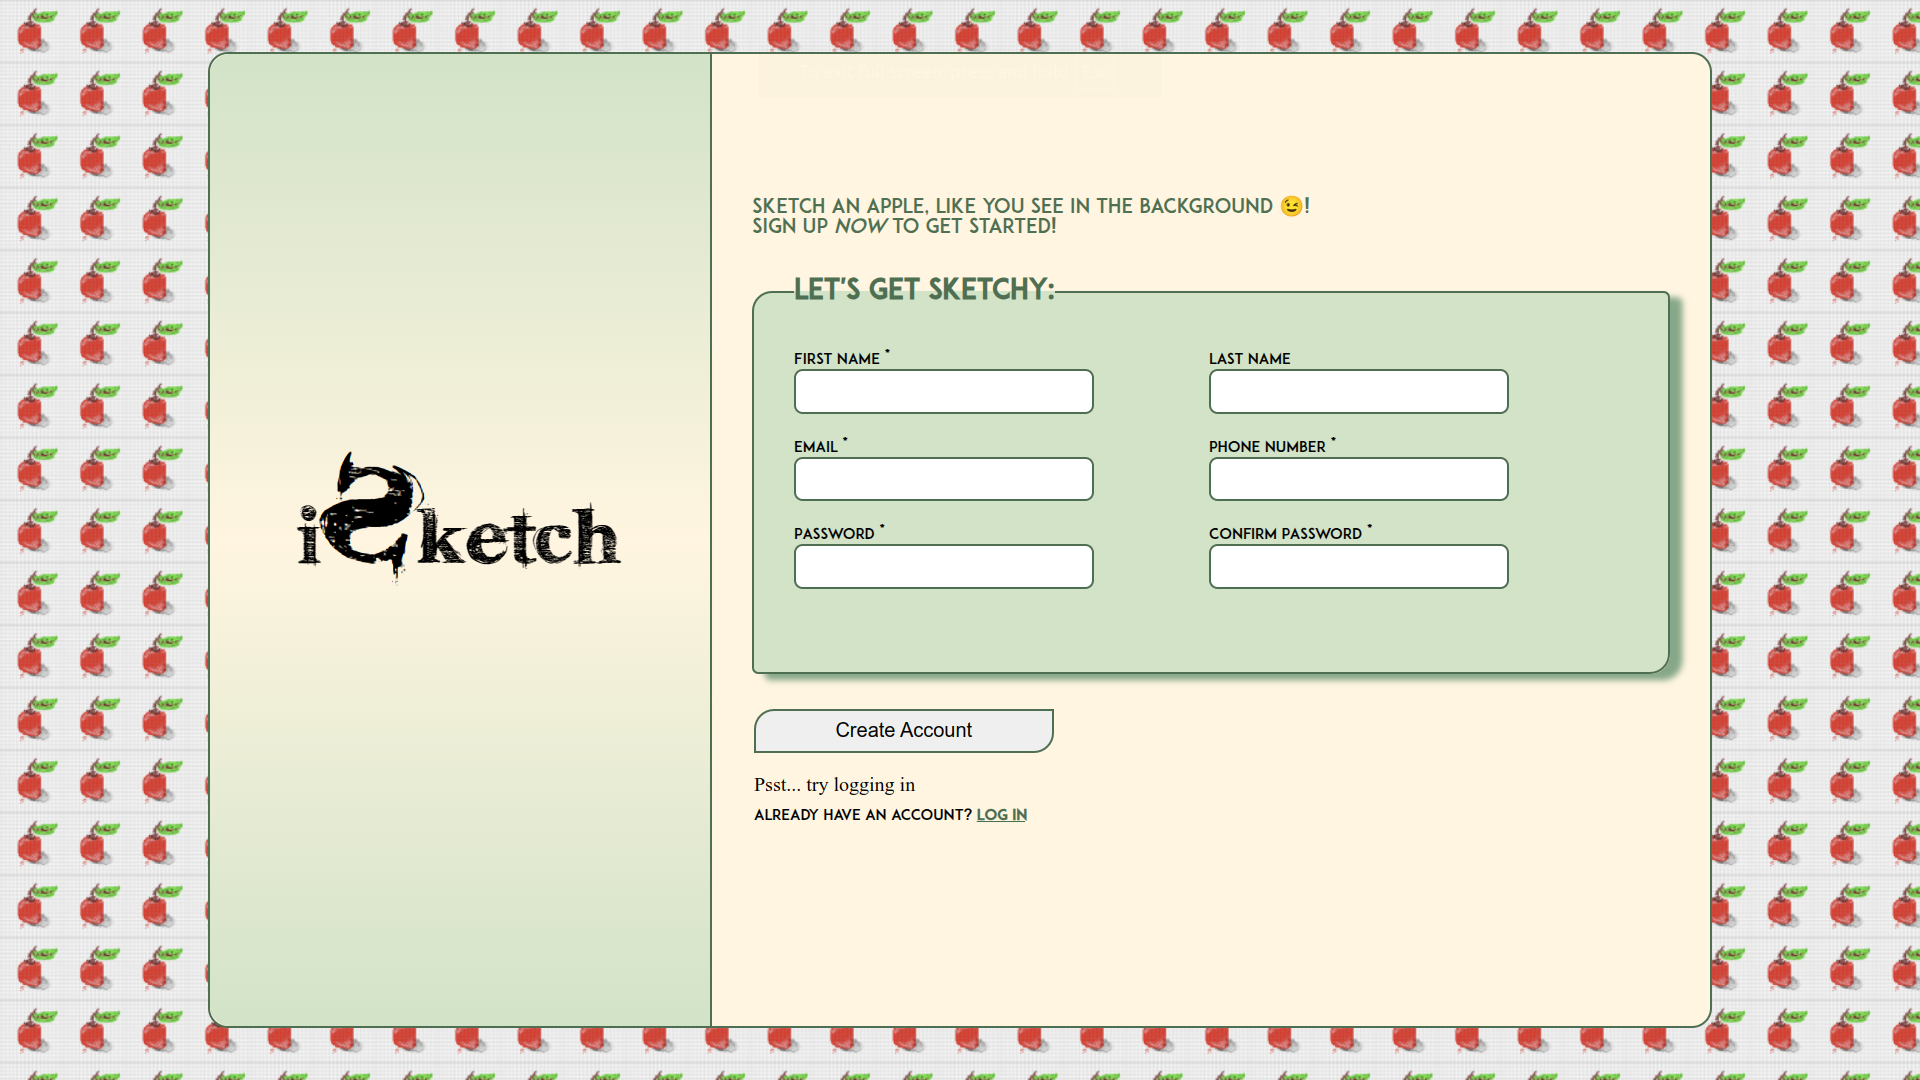 SKETCH AN APPLE, LIKE YOU SEE IN THE BACKGROUND 😉!
SIGN UP NOW TO GET STARTED!
LET'S GET SKETCHY:
FIRST NAME *
LAST NAME
EMAIL *
PHONE NUMBER *
PASSWORD *
CONFIRM PASSWORD *
iSketch
Create Account
Psst... try logging in
ALREADY HAVE AN ACCOUNT? LOG IN